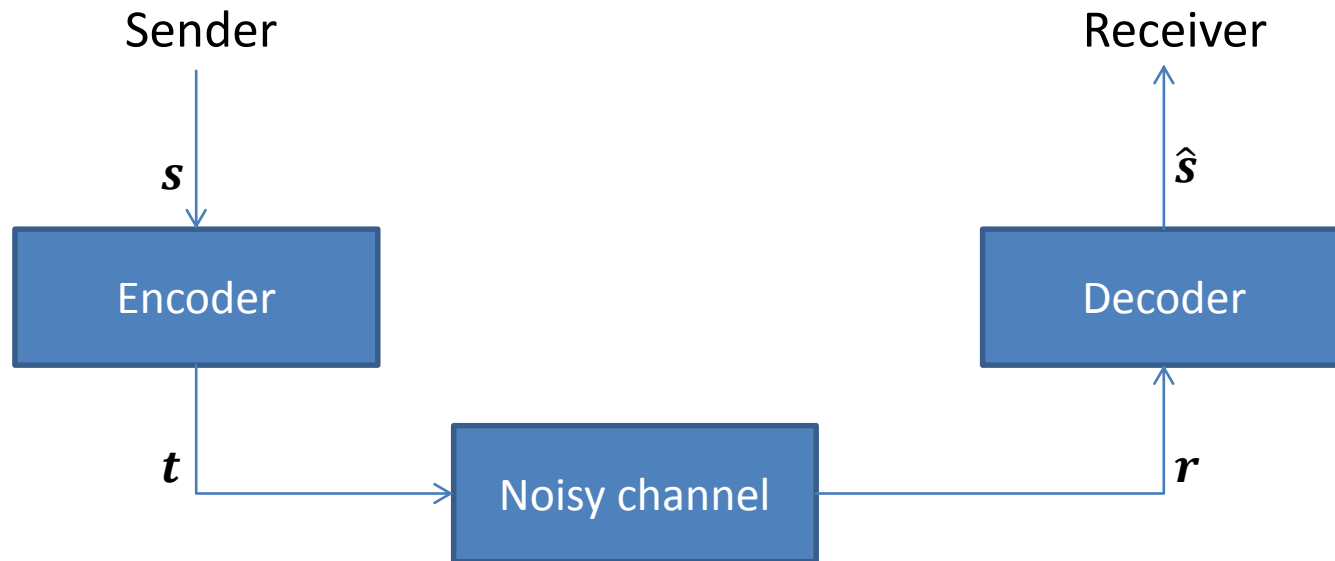 Sender
Receiver
s
ŝ
Encoder
Decoder
t
Noisy channel
r